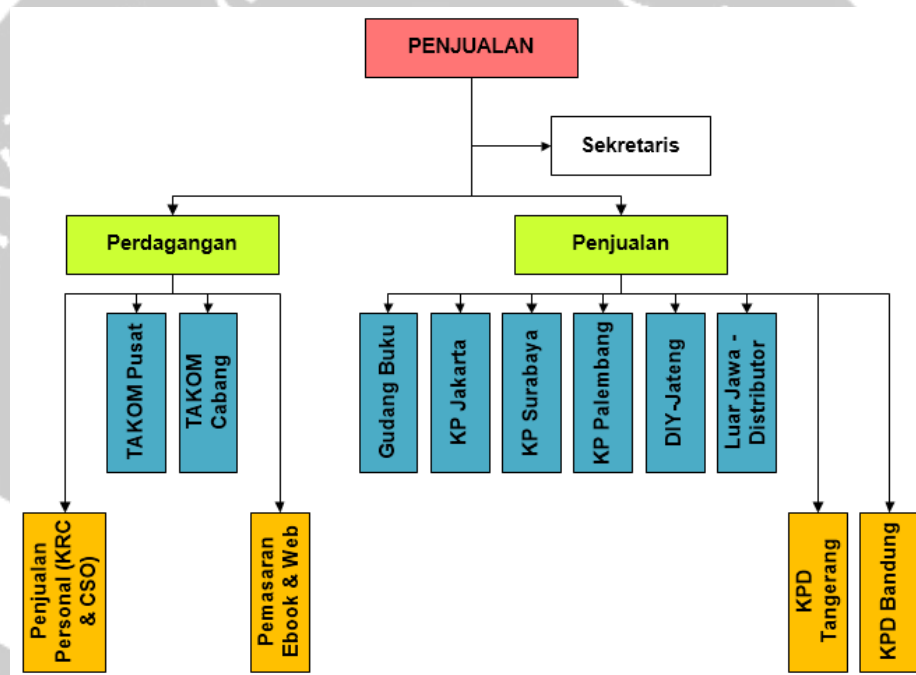 PENJUALAN
Sekretaris
Perdagangan
Penjualan
TAKOM Pusat
TAKOM
Cabang
Gudang Buku
KP Jakarta
KP Surabaya
KP Palembang
DIY-Jateng
Luar Jawa -
Distributor
Penjualan
Personal (KRC
& CSO)
Pemasaran
Ebook & Web
KPD
Tangerang
KPD Bandung